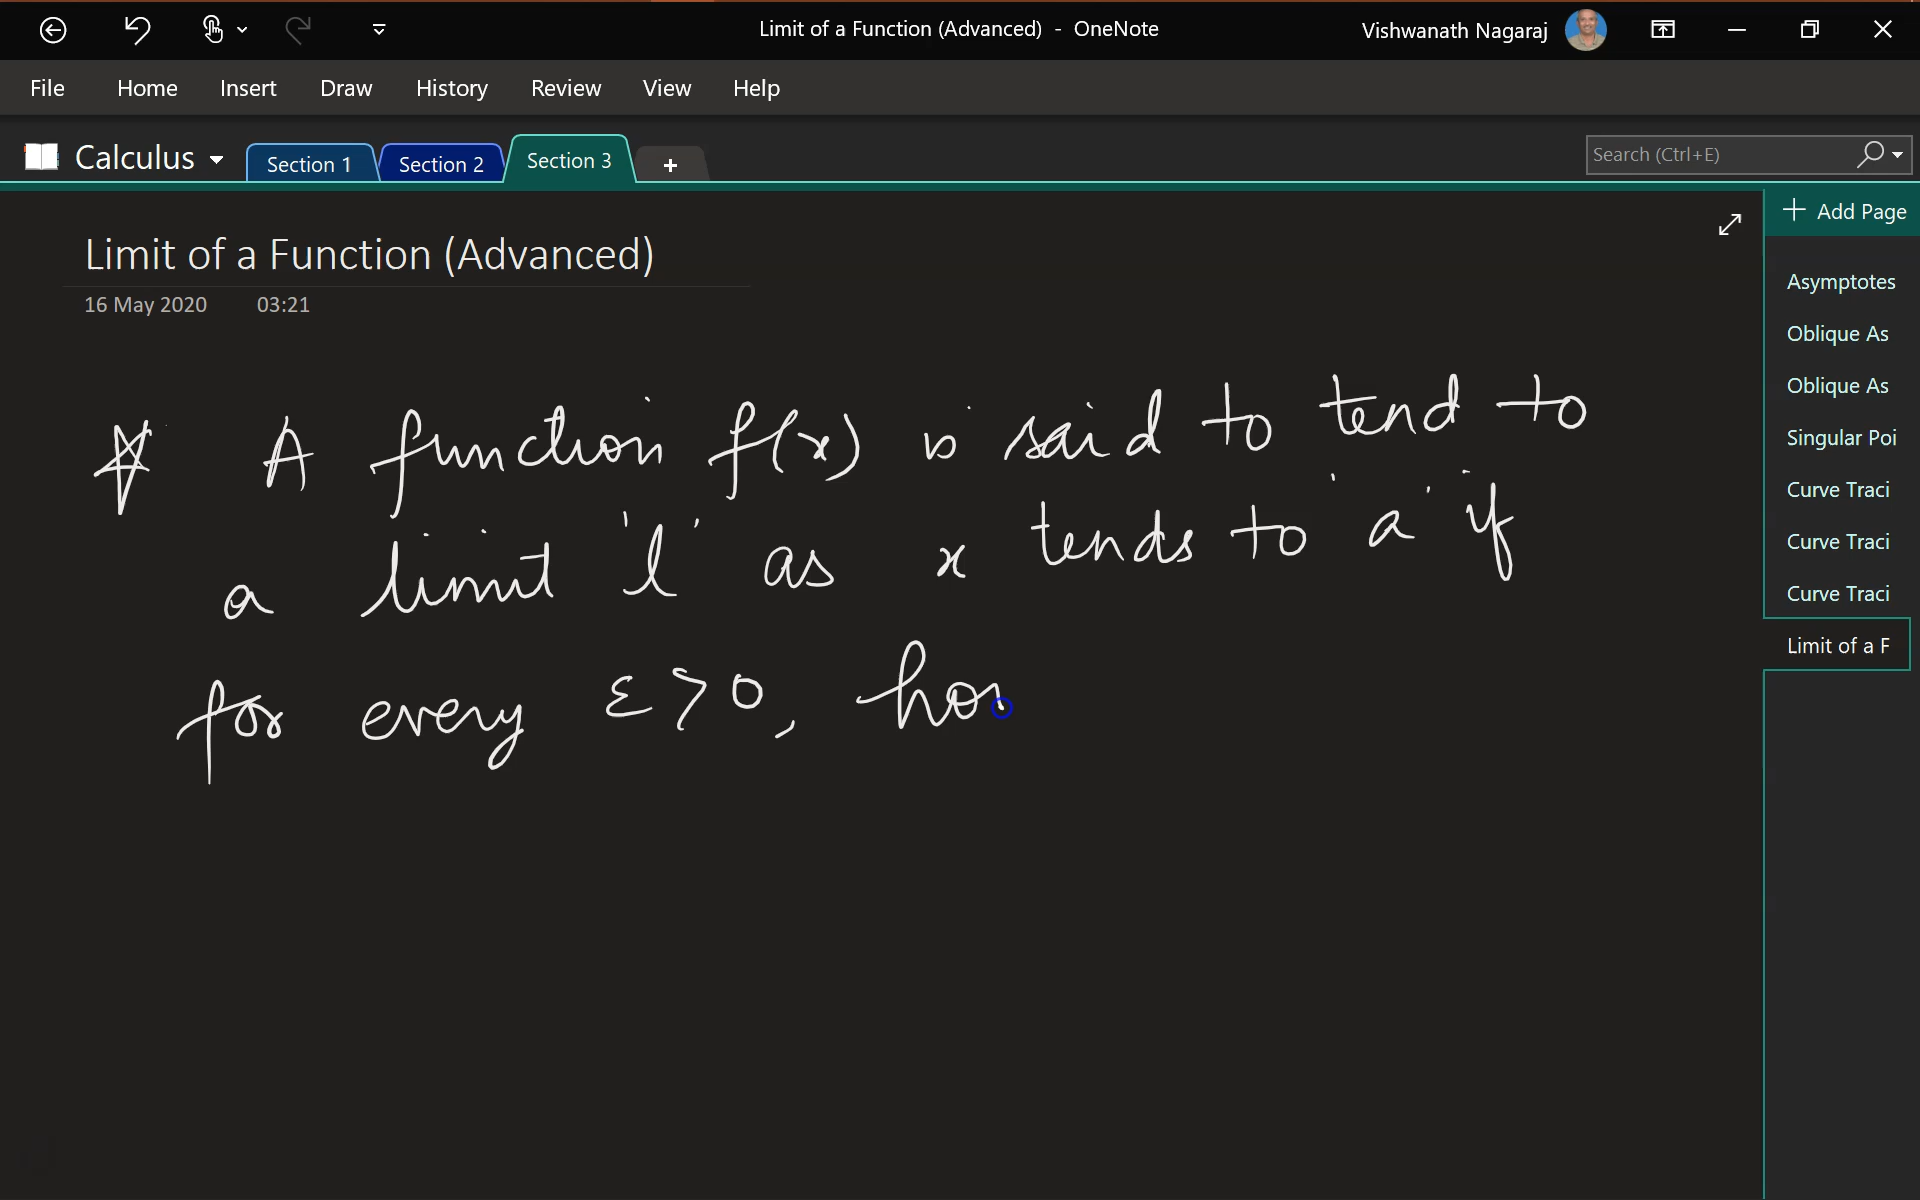 Limit of a Function (Advanced) - OneNote
Vishwanath Nagaraj
File Home Insert Draw History Review View Help
Calculus Section 1 Section 2 Section 3 +
Search (Ctrl+E)
+ Add Page
Limit of a Function (Advanced)
16 May 2020 03:21
Asymptotes
Oblique As
Oblique As
Singular Poi
Curve Traci
Curve Traci
Curve Traci
Limit of a F
A function f(x) is said to tend to
a limit 'l' as x tends to 'a' if
for every ε > 0, how